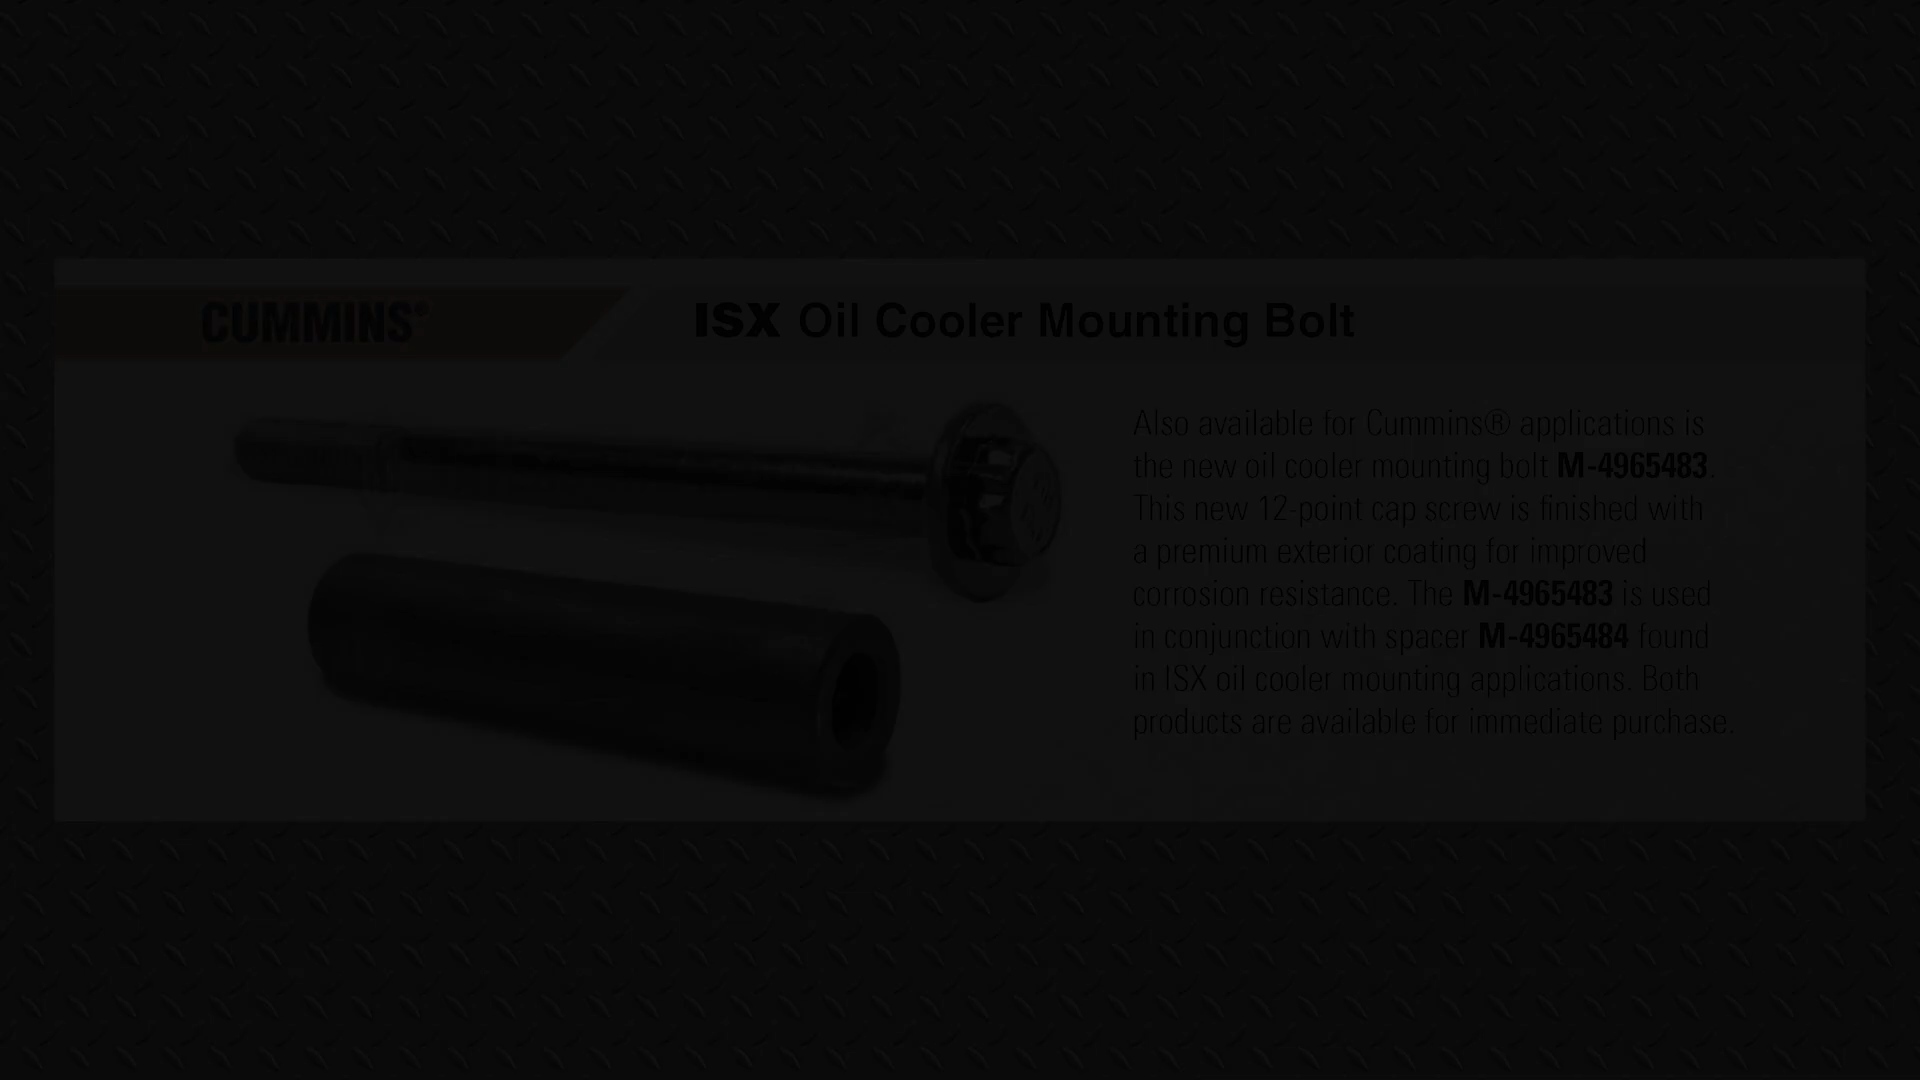 CUMMINS®
ISX Oil Cooler Mounting Bolt
Also available for Cummins® applications is
the new oil cooler mounting bolt M-4965483.
This new 12-point cap screw is finished with
a premium exterior coating for improved
corrosion resistance. The M-4965483 is used
in conjunction with spacer M-4965484 found
in ISX oil cooler mounting applications. Both
products are available for immediate purchase.